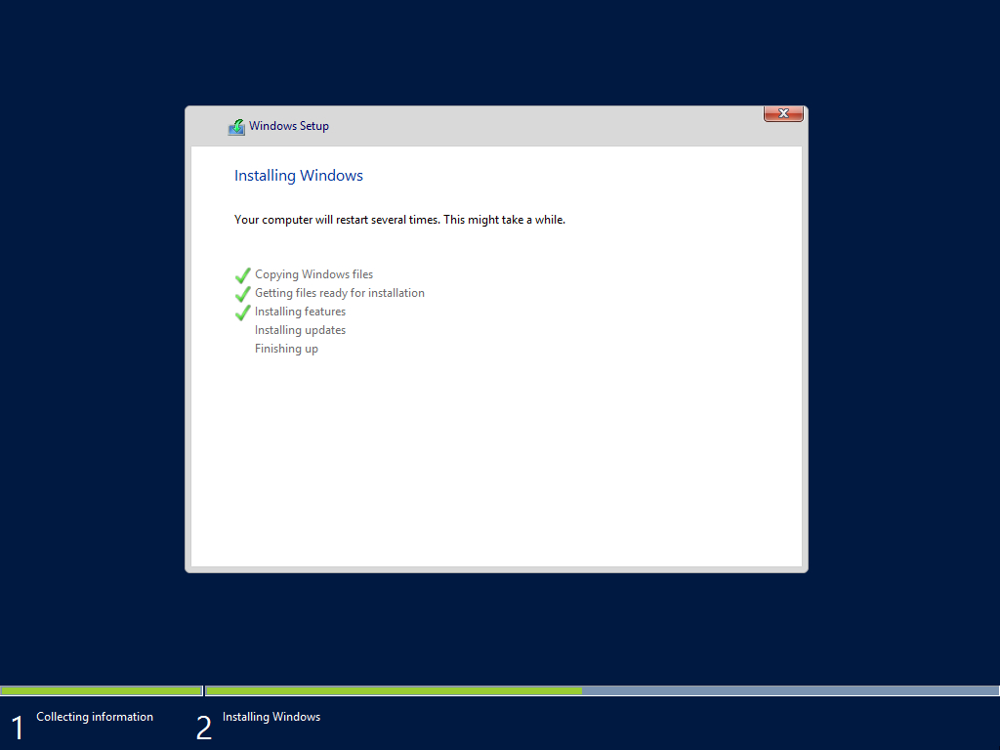 Windows Setup
Installing Windows
Your computer will restart several times. This might take a while.
Copying Windows files
Getting files ready for installation
Installing features
Installing updates
Finishing up
1 Collecting information
2 Installing Windows